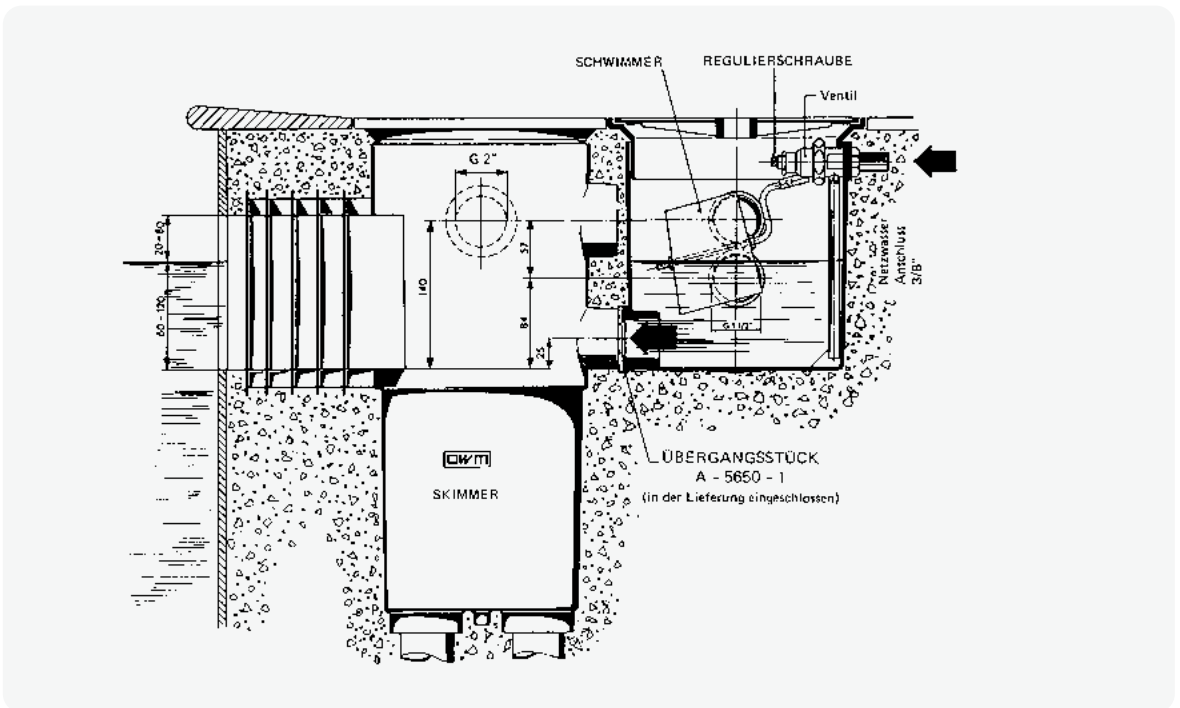 SCHWIMMER
REGULIERSCHRAUBE
Ventil
G 2"
20-80
60-120
140
57
84
25
G 1 1/2"
Netzwasser
Anschluss
3/8"
OWM
SKIMMER
ÜBERGANGSSTÜCK
A - 5650 - 1
(in der Lieferung eingeschlossen)